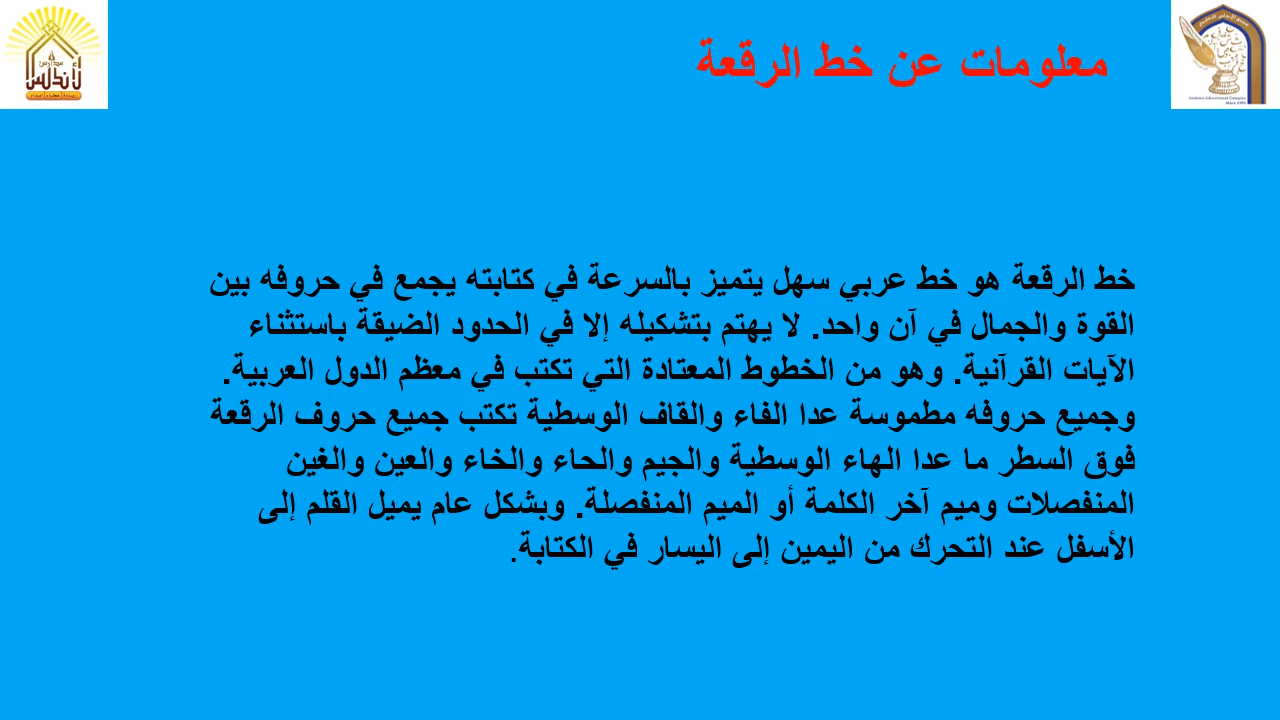 معلومات عن خط الرقعة
مدارس
الأندلس
خط الرقعة هو خط عربي سهل يتميز بالسرعة في كتابته يجمع في حروفه بين
القوة والجمال في آن واحد. لا يهتم بتشكيله إلا في الحدود الضيقة باستثناء
الآيات القرآنية. وهو من الخطوط المعتادة التي تكتب في معظم الدول العربية.
وجميع حروفه مطموسة عدا الفاء والقاف الوسطية تكتب جميع حروف الرقعة
فوق السطر ما عدا الهاء الوسطية والجيم والحاء والخاء والعين والغين
المنفصلات وميم آخر الكلمة أو الميم المنفصلة. وبشكل عام يميل القلم إلى
الأسفل عند التحرك من اليمين إلى اليسار في الكتابة.